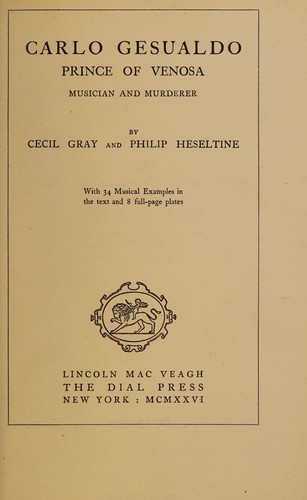 CARLO GESUALDO
PRINCE OF VENOSA
MUSICIAN AND MURDERER
BY
CECIL GRAY AND PHILIP HESELTINE
With 34 Musical Examples in
the text and 8 full-page plates
LINCOLN MAC VEAGH
THE DIAL PRESS
NEW YORK : MCMXXVI